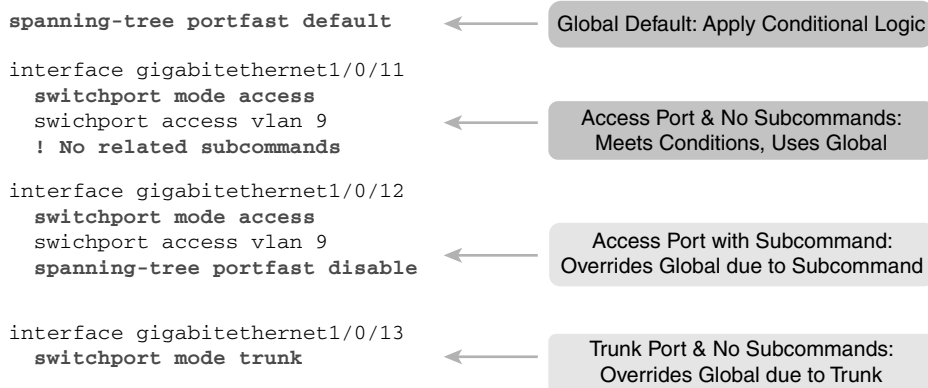 spanning-tree portfast default
Global Default: Apply Conditional Logic
interface gigabitethernet1/0/11
switchport mode access
swichport access vlan 9
! No related subcommands
Access Port & No Subcommands:
Meets Conditions, Uses Global
interface gigabitethernet1/0/12
switchport mode access
swichport access vlan 9
spanning-tree portfast disable
Access Port with Subcommand:
Overrides Global due to Subcommand
interface gigabitethernet1/0/13
switchport mode trunk
Trunk Port & No Subcommands:
Overrides Global due to Trunk